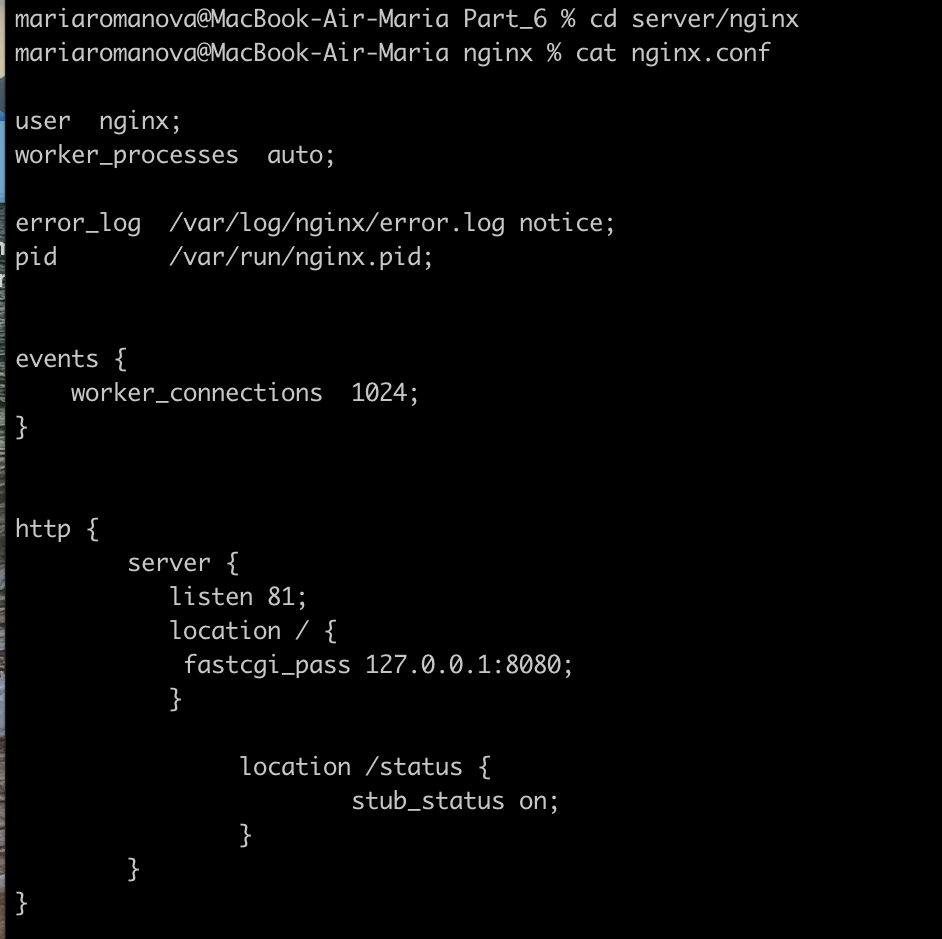 mariaromanova@MacBook-Air-Maria Part_6 % cd server/nginx
mariaromanova@MacBook-Air-Maria nginx % cat nginx.conf

user  nginx;
worker_processes  auto;

error_log  /var/log/nginx/error.log notice;
pid        /var/run/nginx.pid;


events {
    worker_connections  1024;
}


http {
        server {
           listen 81;
           location / {
            fastcgi_pass 127.0.0.1:8080;
           }

                location /status {
                        stub_status on;
                }
        }
}